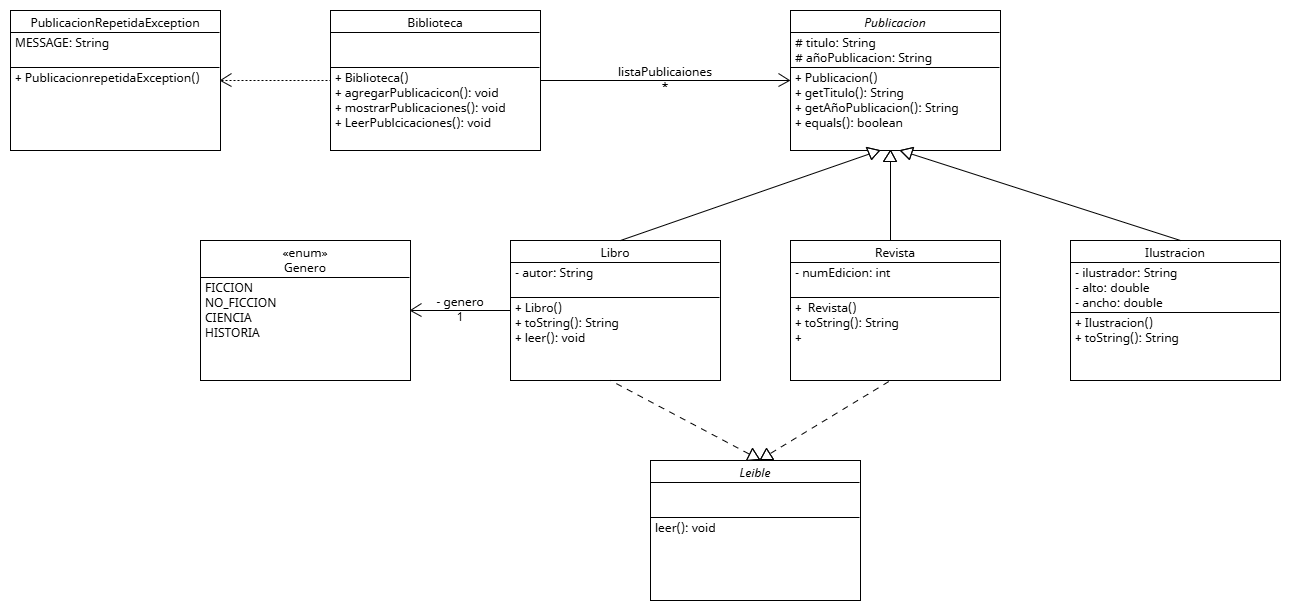 PublicacionRepetidaException
MESSAGE: String
+ PublicacionrepetidaException()
Biblioteca
+ Biblioteca()
+ agregarPublicacicon(): void
+ mostrarPublicaciones(): void
+ LeerPublcicaciones(): void
listaPublicaiones
*
Publicacion
# titulo: String
# añoPublicacion: String
+ Publicacion()
+ getTitulo(): String
+ getAñoPublicacion(): String
+ equals(): boolean
«enum»
Genero
FICCION
NO_FICCION
CIENCIA
HISTORIA
- genero
1
Libro
- autor: String
+ Libro()
+ toString(): String
+ leer(): void
Revista
- numEdicion: int
+  Revista()
+ toString(): String
+
Ilustracion
- ilustrador: String
- alto: double
- ancho: double
+ Ilustracion()
+ toString(): String
Leible
leer(): void